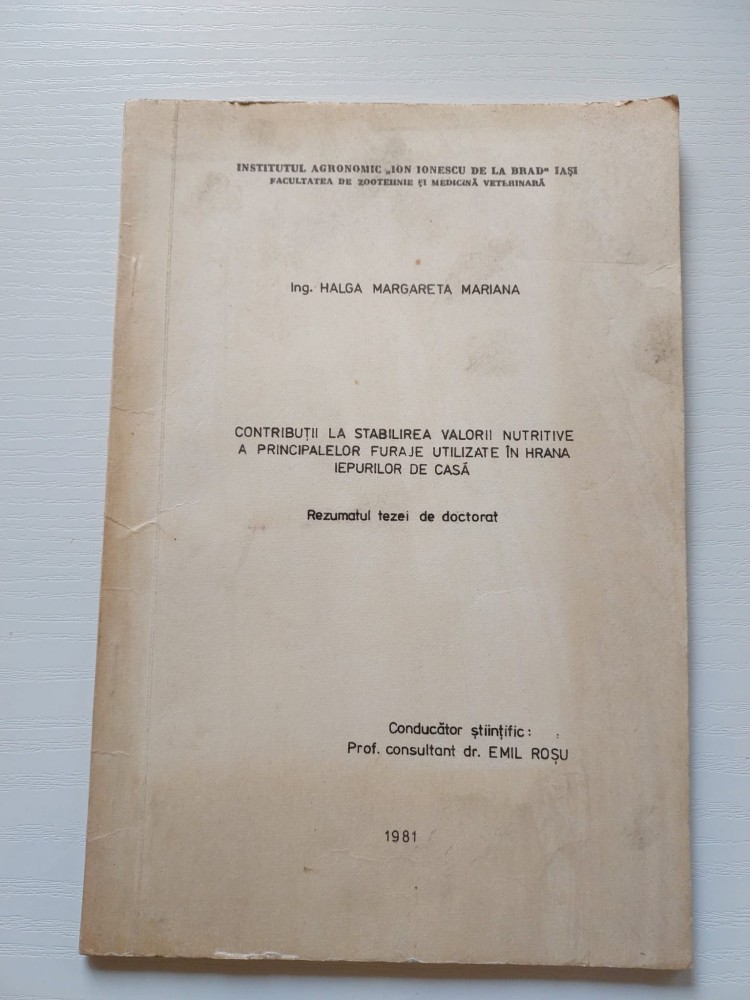 INSTITUTUL AGRONOMIC „ION IONESCU DE LA BRAD" IAŞI
FACULTATEA DE ZOOTEHNIE ŞI MEDICINĂ VETERINARĂ
Ing. HALGA MARGARETA MARIANA
CONTRIBUŢII LA STABILIREA VALORII NUTRITIVE
A PRINCIPALELOR FURAJE UTILIZATE ÎN HRANA
IEPURILOR DE CASĂ
Rezumatul tezei de doctorat
Conducător ştiinţific:
Prof. consultant dr. EMIL ROŞU
1981